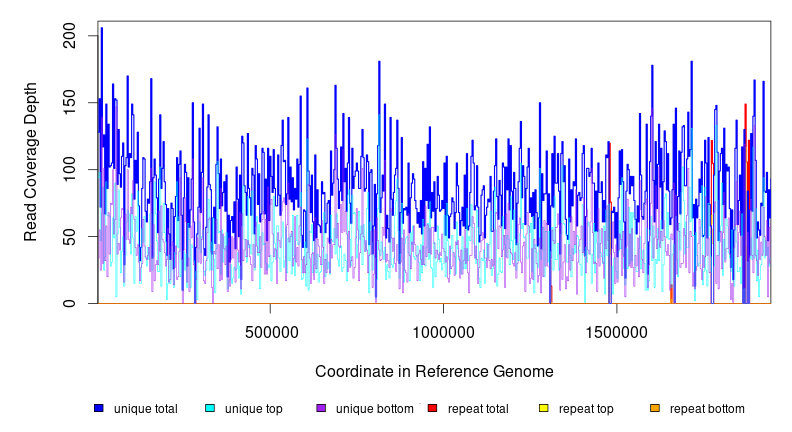 200
150
100
50
0
Read Coverage Depth
500000 1000000 1500000
Coordinate in Reference Genome
unique total unique top unique bottom repeat total repeat top repeat bottom